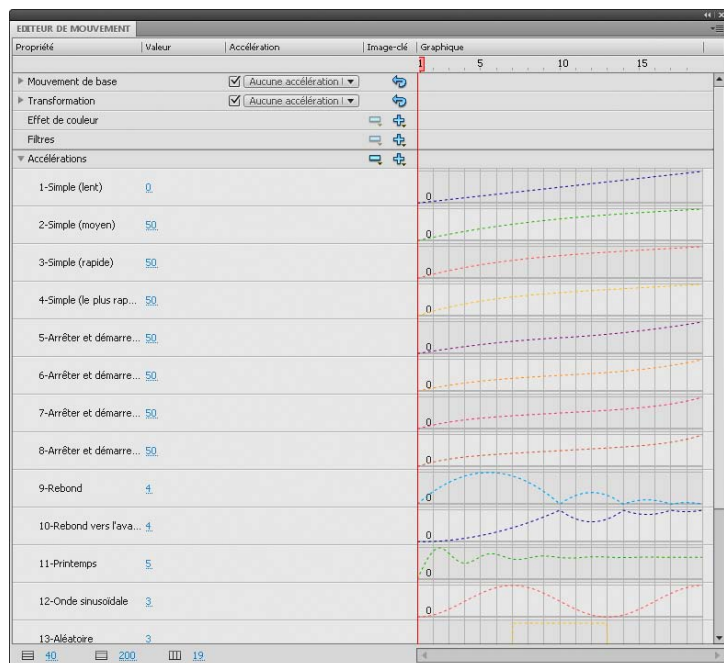 EDITEUR DE MOUVEMENT
Propriété Valeur Accélération Image-clé Graphique
1 5 10 15
Mouvement de base Aucune accélération
Transformation Aucune accélération
Effet de couleur
Filtres
Accélérations
1-Simple (lent) 0 0
2-Simple (moyen) 50 0
3-Simple (rapide) 50 0
4-Simple (le plus rap... 50 0
5-Arrêter et démarre... 50 0
6-Arrêter et démarre... 50 0
7-Arrêter et démarre... 50 0
8-Arrêter et démarre... 50 0
9-Rebond 4 0
10-Rebond vers l'ava... 4 0
11-Printemps 5 0
12-Onde sinusoïdale 3 0
13-Aléatoire 3
40 200 19